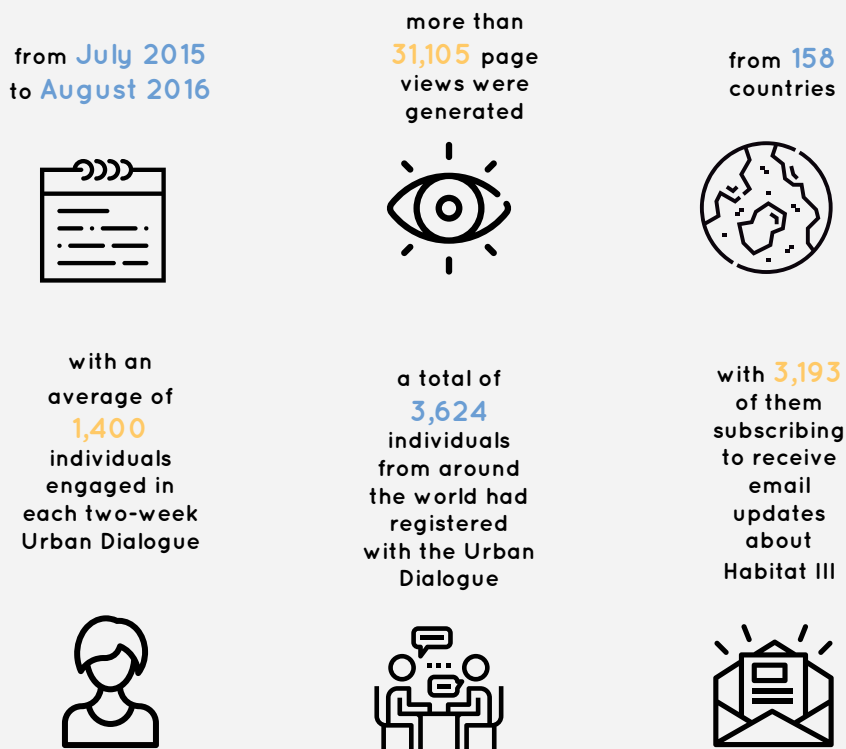 from July 2015
to August 2016
more than
31,105 page
views were
generated
from 158
countries
with an
average of
1,400
individuals
engaged in
each two-week
Urban Dialogue
a total of
3,624
individuals
from around
the world had
registered
with the Urban
Dialogue
with 3,193
of them
subscribing
to receive
email
updates
about
Habitat III